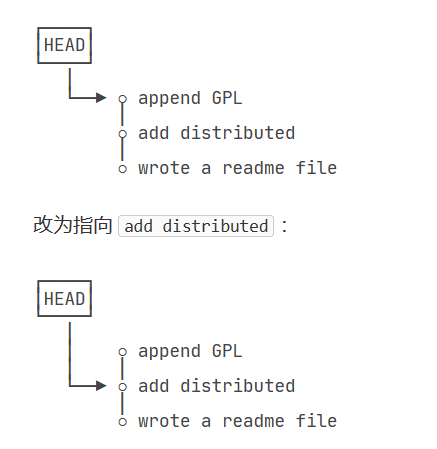 HEAD
append GPL
add distributed
wrote a readme file
改为指向 add distributed :
HEAD
append GPL
add distributed
wrote a readme file